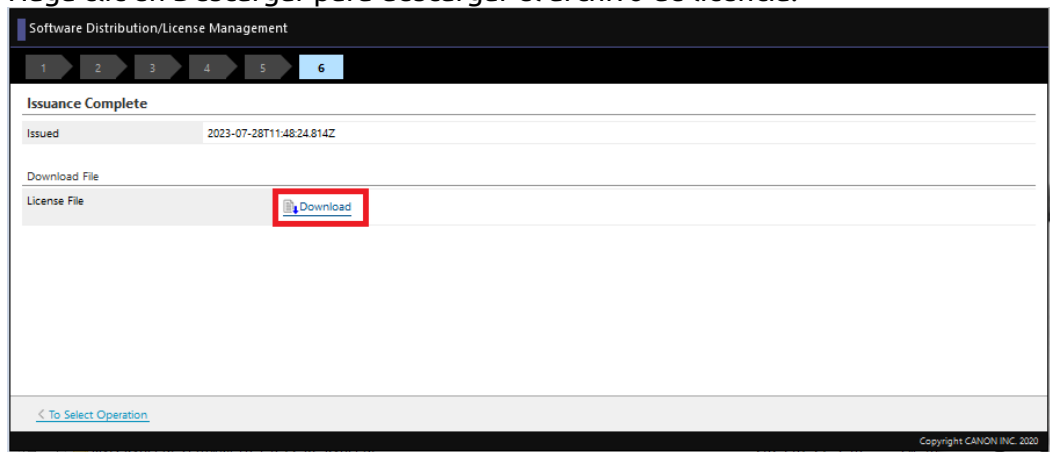 Software Distribution/License Management
1 2 3 4 5 6
Issuance Complete
Issued 2023-07-28T11:48:24.814Z
Download File
License File Download
< To Select Operation
Copyright CANON INC. 2020